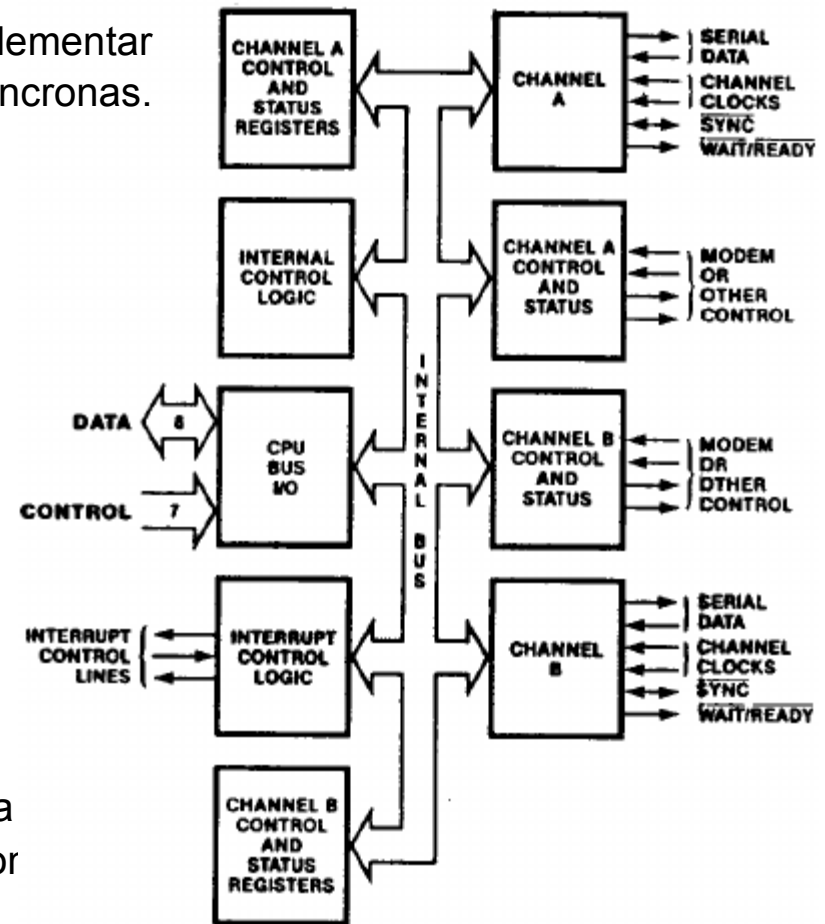 lementar
ncronas.
CHANNEL A
CONTROL
AND
STATUS
REGISTERS
CHANNEL
A
SERIAL
DATA
CHANNEL
CLOCKS
SYNC
WAIT/READY
INTERNAL
CONTROL
LOGIC
CHANNEL A
CONTROL
AND
STATUS
MODEM
OR
OTHER
CONTROL
INTERNAL BUS
DATA
8
CONTROL
7
CPU
BUS
I/O
CHANNEL B
CONTROL
AND
STATUS
MODEM
DR
DTHER
CONTROL
INTERRUPT
CONTROL
LINES
INTERRUPT
CONTROL
LOGIC
CHANNEL
B
SERIAL
DATA
CHANNEL
CLOCKS
SYNC
WAIT/READY
a
or
CHANNEL B
CONTROL
AND
STATUS
REGISTERS